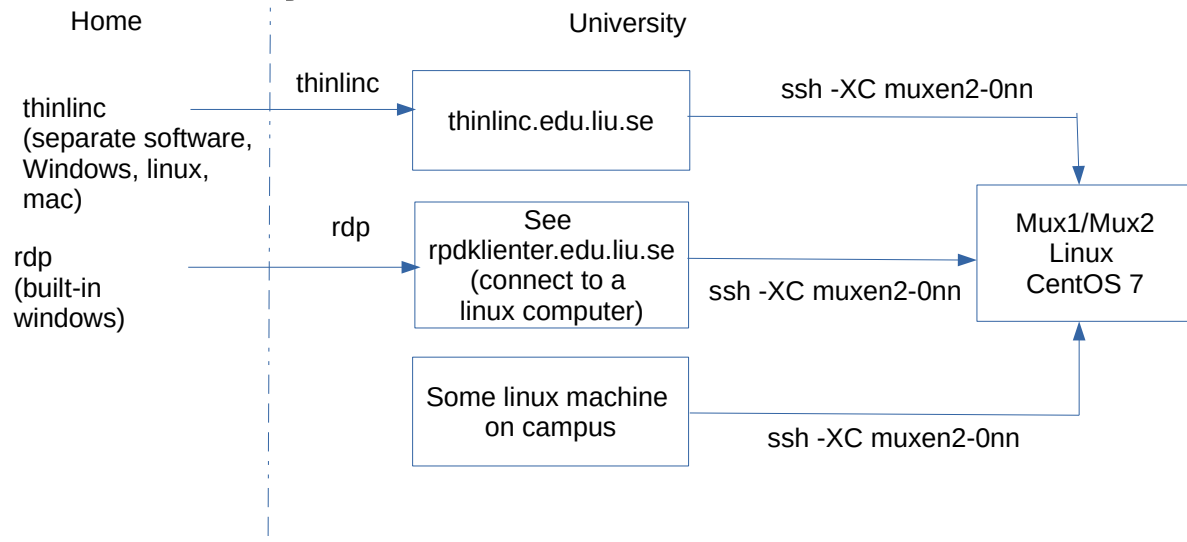 Home
University
thinlinc
(separate software,
Windows, linux,
mac)
thinlinc
thinlinc.edu.liu.se
ssh -XC muxen2-0nn
rdp
(built-in
windows)
rdp
See
rpdklienter.edu.liu.se
(connect to a
linux computer)
ssh -XC muxen2-0nn
Mux1/Mux2
Linux
CentOS 7
Some linux machine
on campus
ssh -XC muxen2-0nn